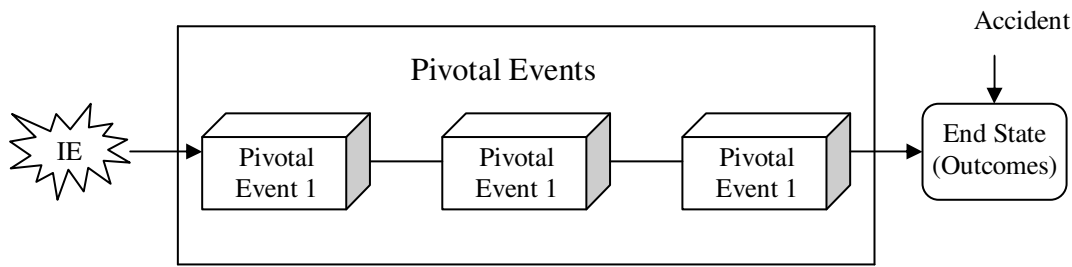 Accident
Pivotal Events
IE
Pivotal
Event 1
Pivotal
Event 1
Pivotal
Event 1
End State
(Outcomes)